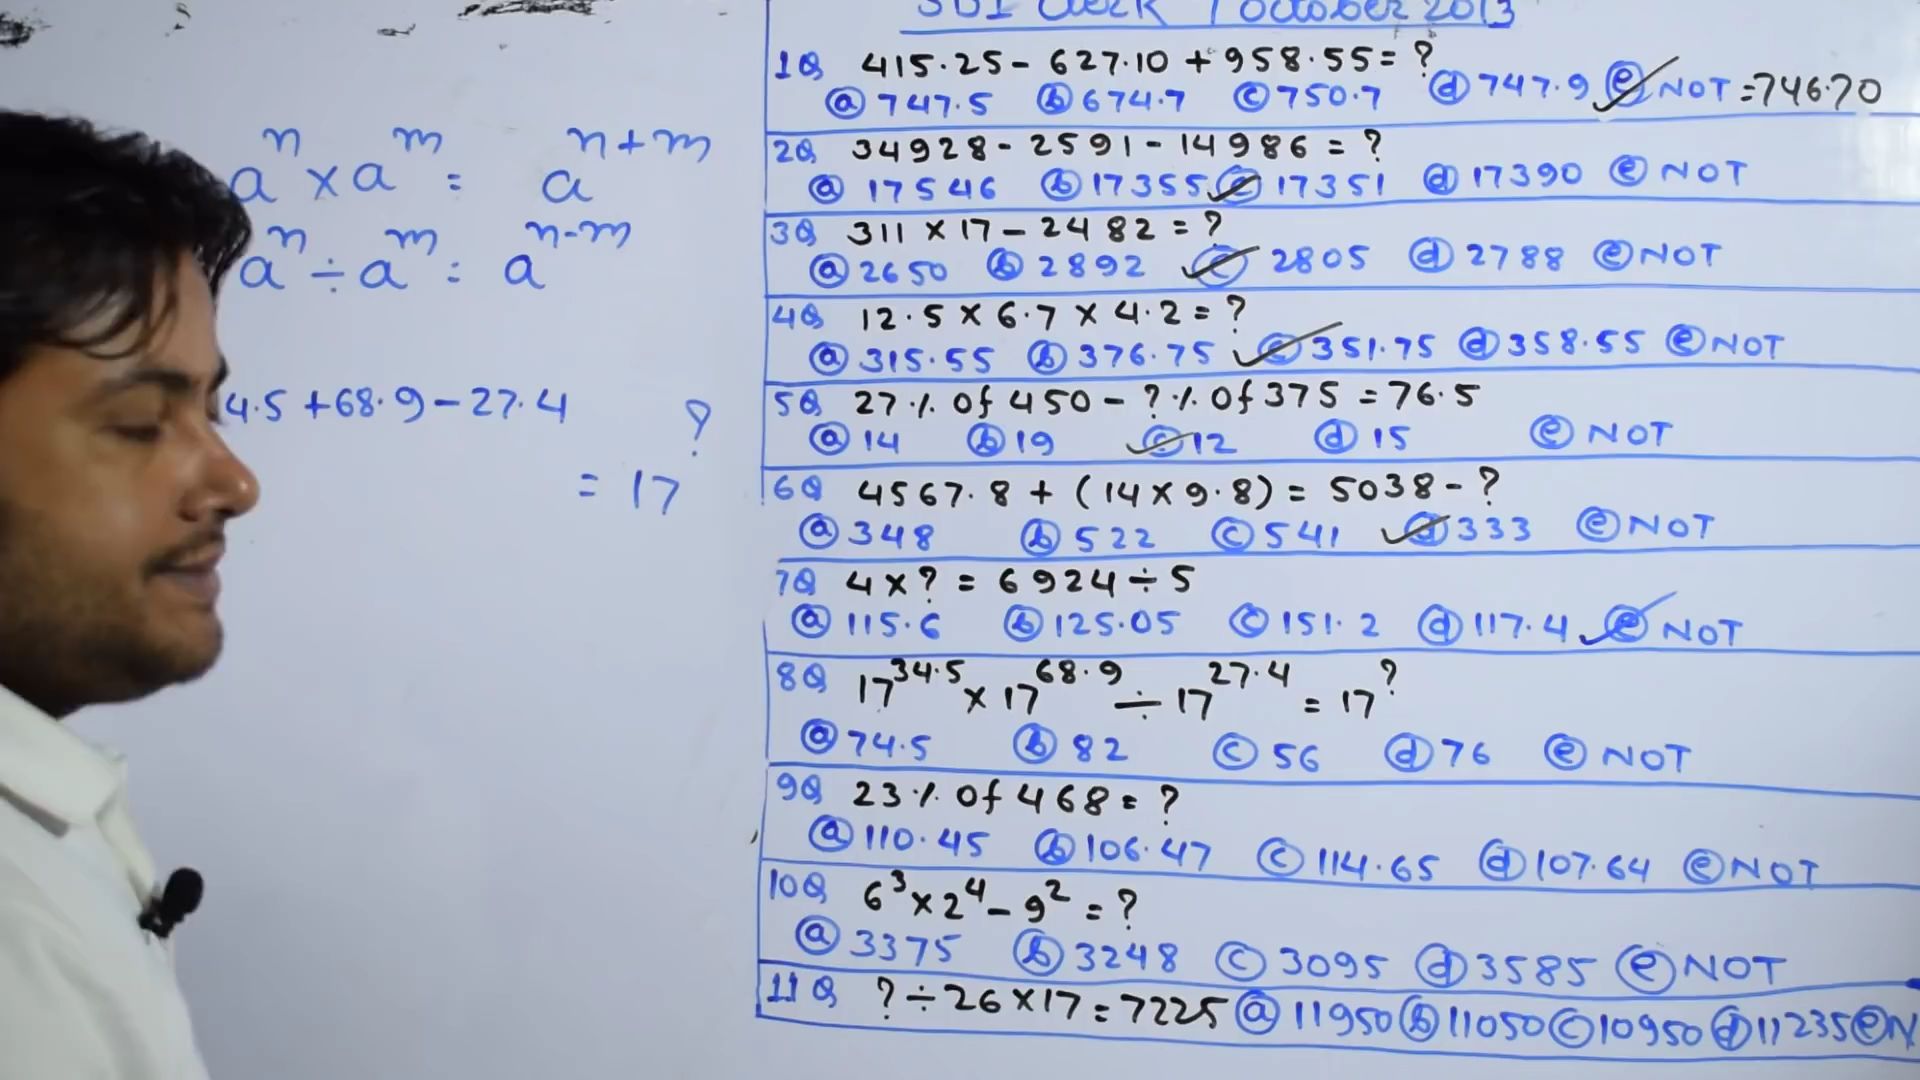 SBI Clerk 7 October 2013
a^n × a^m = a^(n+m)
a^n ÷ a^m = a^(n-m)
4.5 + 68.9 - 27.4
= 17^?
1Q 415.25 - 627.10 + 958.55 = ?
(a) 747.5 (b) 674.7 (c) 750.7 (d) 747.9 (e) NOT = 746.70
2Q 34928 - 2591 - 14986 = ?
(a) 17546 (b) 17355 (c) 17351 (d) 17390 (e) NOT
3Q 311 × 17 - 2482 = ?
(a) 2650 (b) 2892 (c) 2805 (d) 2788 (e) NOT
4Q 12.5 × 6.7 × 4.2 = ?
(a) 315.55 (b) 376.75 (c) 351.75 (d) 358.55 (e) NOT
5Q 27% of 450 - ?% of 375 = 76.5
(a) 14 (b) 19 (c) 12 (d) 15 (e) NOT
6Q 4567.8 + (14 × 9.8) = 5038 - ?
(a) 348 (b) 522 (c) 541 (d) 333 (e) NOT
7Q 4 × ? = 6924 ÷ 5
(a) 115.6 (b) 125.05 (c) 151.2 (d) 117.4 (e) NOT
8Q 17^34.5 × 17^68.9 ÷ 17^27.4 = 17^?
(a) 74.5 (b) 82 (c) 56 (d) 76 (e) NOT
9Q 23% of 468 = ?
(a) 110.45 (b) 106.47 (c) 114.65 (d) 107.64 (e) NOT
10Q 6³ × 2⁴ - 9² = ?
(a) 3375 (b) 3248 (c) 3095 (d) 3585 (e) NOT
11Q ? ÷ 26 × 17 = 7225 (a) 11950 (b) 11050 (c) 10950 (d) 11235 (e) N